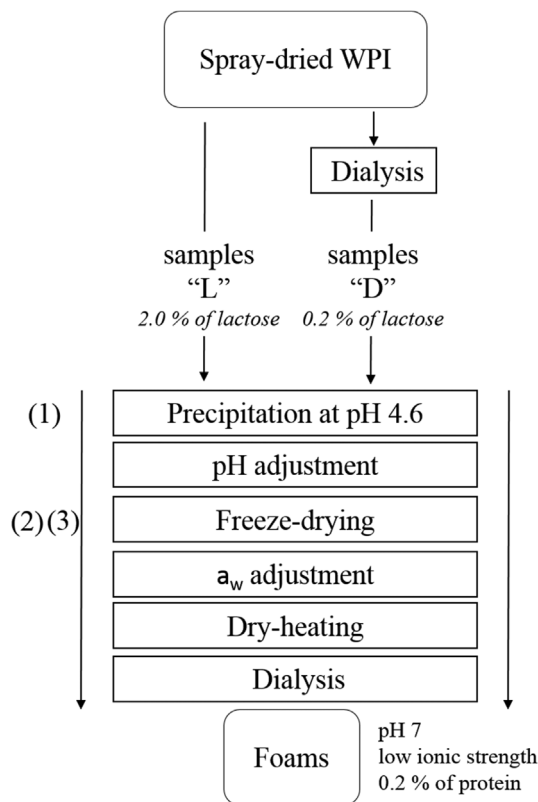 Spray-dried WPI
Dialysis
samples
“L”
2.0 % of lactose
samples
“D”
0.2 % of lactose
(1)
Precipitation at pH 4.6
pH adjustment
(2) (3)
Freeze-drying
aw adjustment
Dry-heating
Dialysis
Foams
pH 7
low ionic strength
0.2 % of protein